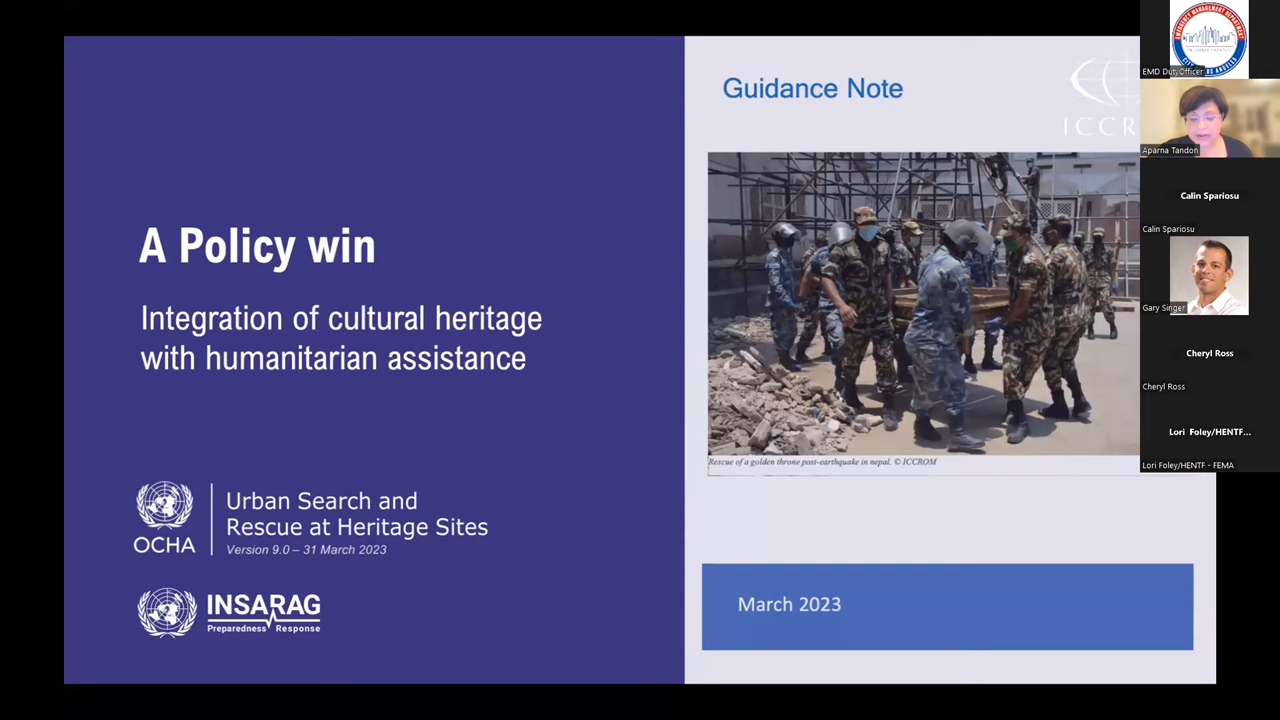 A Policy win
Integration of cultural heritage
with humanitarian assistance
OCHA
Urban Search and
Rescue at Heritage Sites
Version 9.0 – 31 March 2023
INSARAG
Preparedness Response
Guidance Note
ICCR
Rescue of a golden throne post-earthquake in nepal. © ICCROM
March 2023
EMERGENCY MANAGEMENT DEPARTMENT
EMD DutyOfficer
Aparna Tandon
Calin Spariosu
Calin Spariosu
Gary Singer
Cheryl Ross
Cheryl Ross
Lori Foley/HENTF...
Lori Foley/HENTF - FEMA